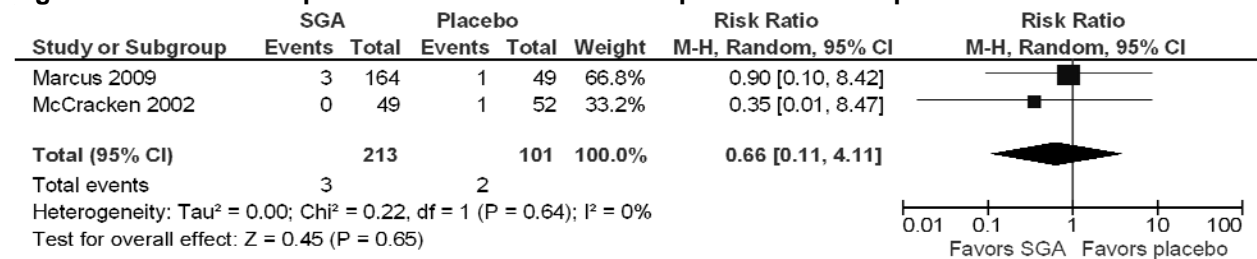 SGA Placebo Risk Ratio Risk Ratio
Study or Subgroup Events Total Events Total Weight M-H, Random, 95% CI M-H, Random, 95% CI
Marcus 2009 3 164 1 49 66.8% 0.90 [0.10, 8.42]
McCracken 2002 0 49 1 52 33.2% 0.35 [0.01, 8.47]
Total (95% CI) 213 101 100.0% 0.66 [0.11, 4.11]
Total events 3 2
Heterogeneity: Tau² = 0.00; Chi² = 0.22, df = 1 (P = 0.64); I² = 0%
Test for overall effect: Z = 0.45 (P = 0.65)
0.01 0.1 1 10 100
Favors SGA Favors placebo